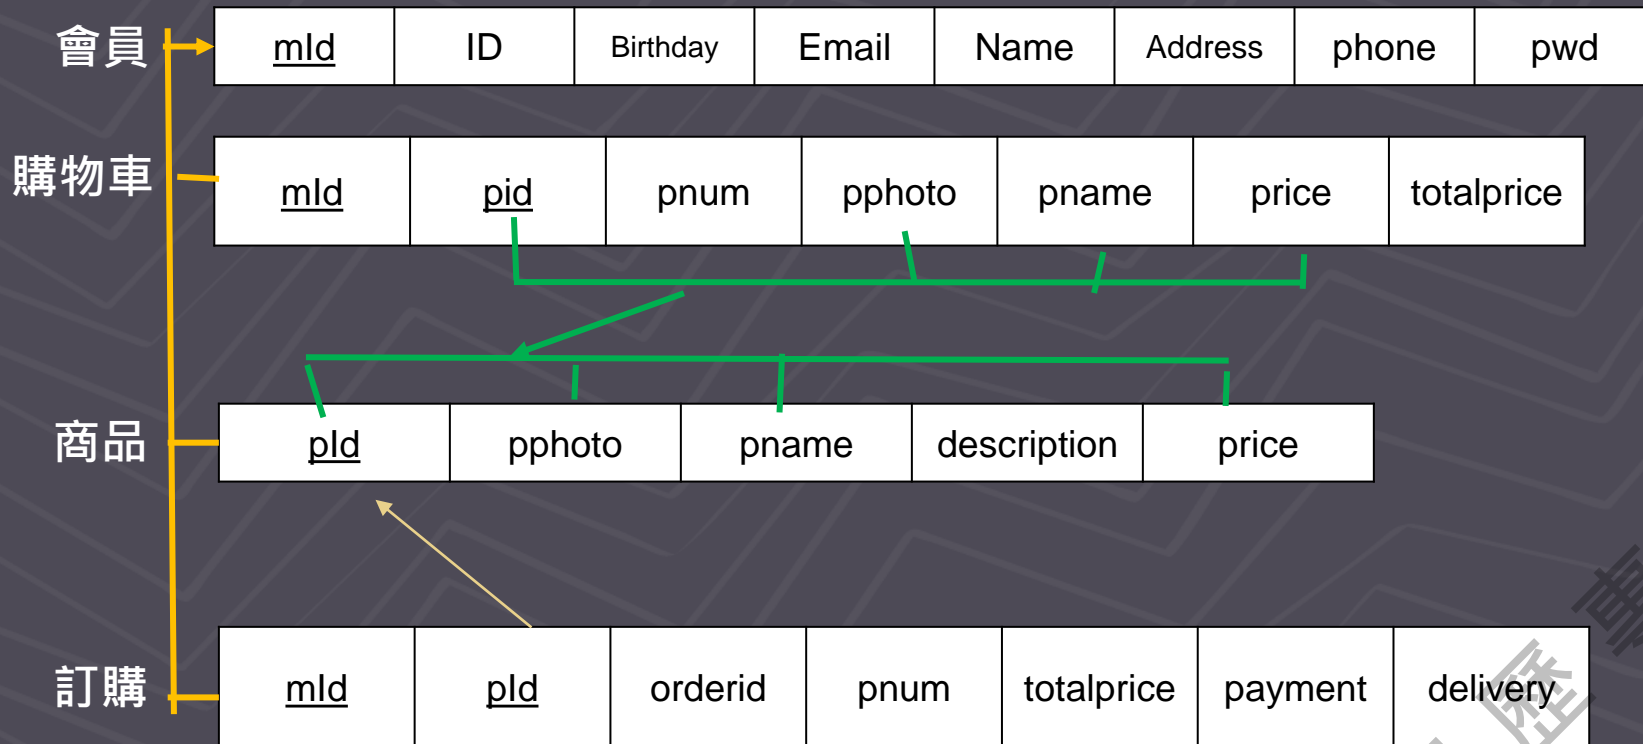 會員 mId ID Birthday Email Name Address phone pwd
購物車 mId pid pnum pphoto pname price totalprice
商品 pId pphoto pname description price
訂購 mId pId orderid pnum totalprice payment delivery
歷